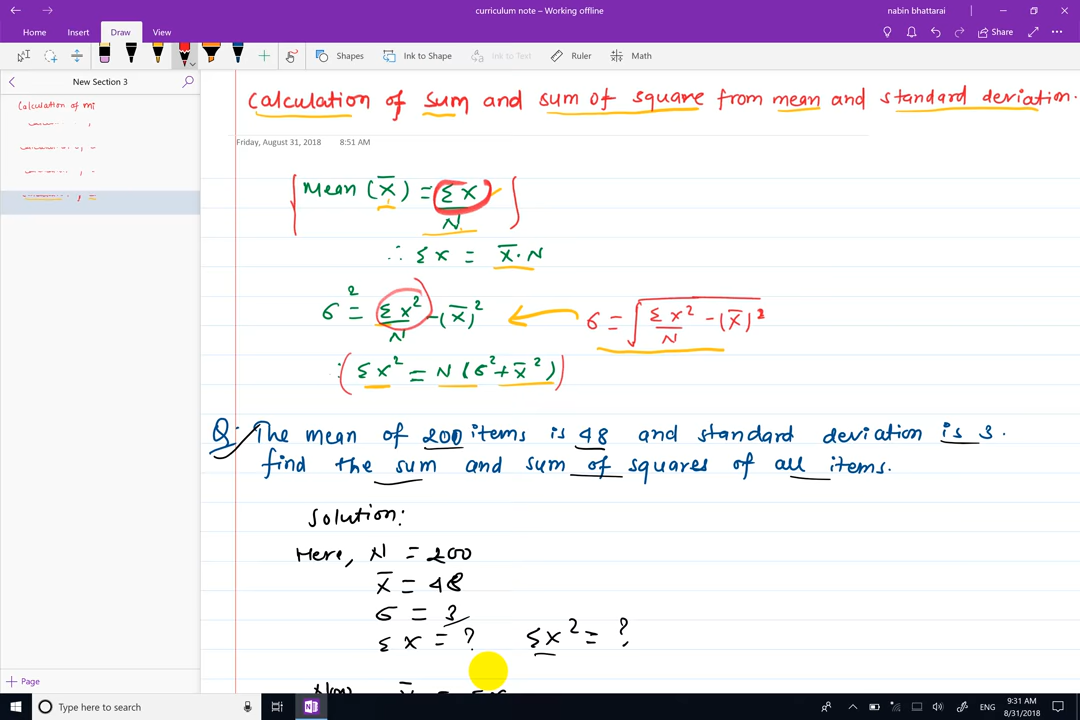 curriculum note – Working offline
nabin bhattarai
Home Insert Draw View
Share
Shapes Ink to Shape Ink to Text Ruler Math
New Section 3
Calculation of mi
calculation of sum and sum of square from mean and standard deviation.
Friday, August 31, 2018 8:51 AM
Mean (X̄) = Σx/N
∴ Σx = X̄·N
σ² = Σx²/N - (X̄)² ← σ = √(Σx²/N - (X̄)²)
∴ (Σx² = N(σ² + X̄²))
Q. The mean of 200 items is 48 and standard deviation is 3.
find the sum and sum of squares of all items.
Solution:
Here, N = 200
X̄ = 48
σ = 3
Σx = ? Σx² = ?
Page
Type here to search
ENG
9:31 AM
8/31/2018